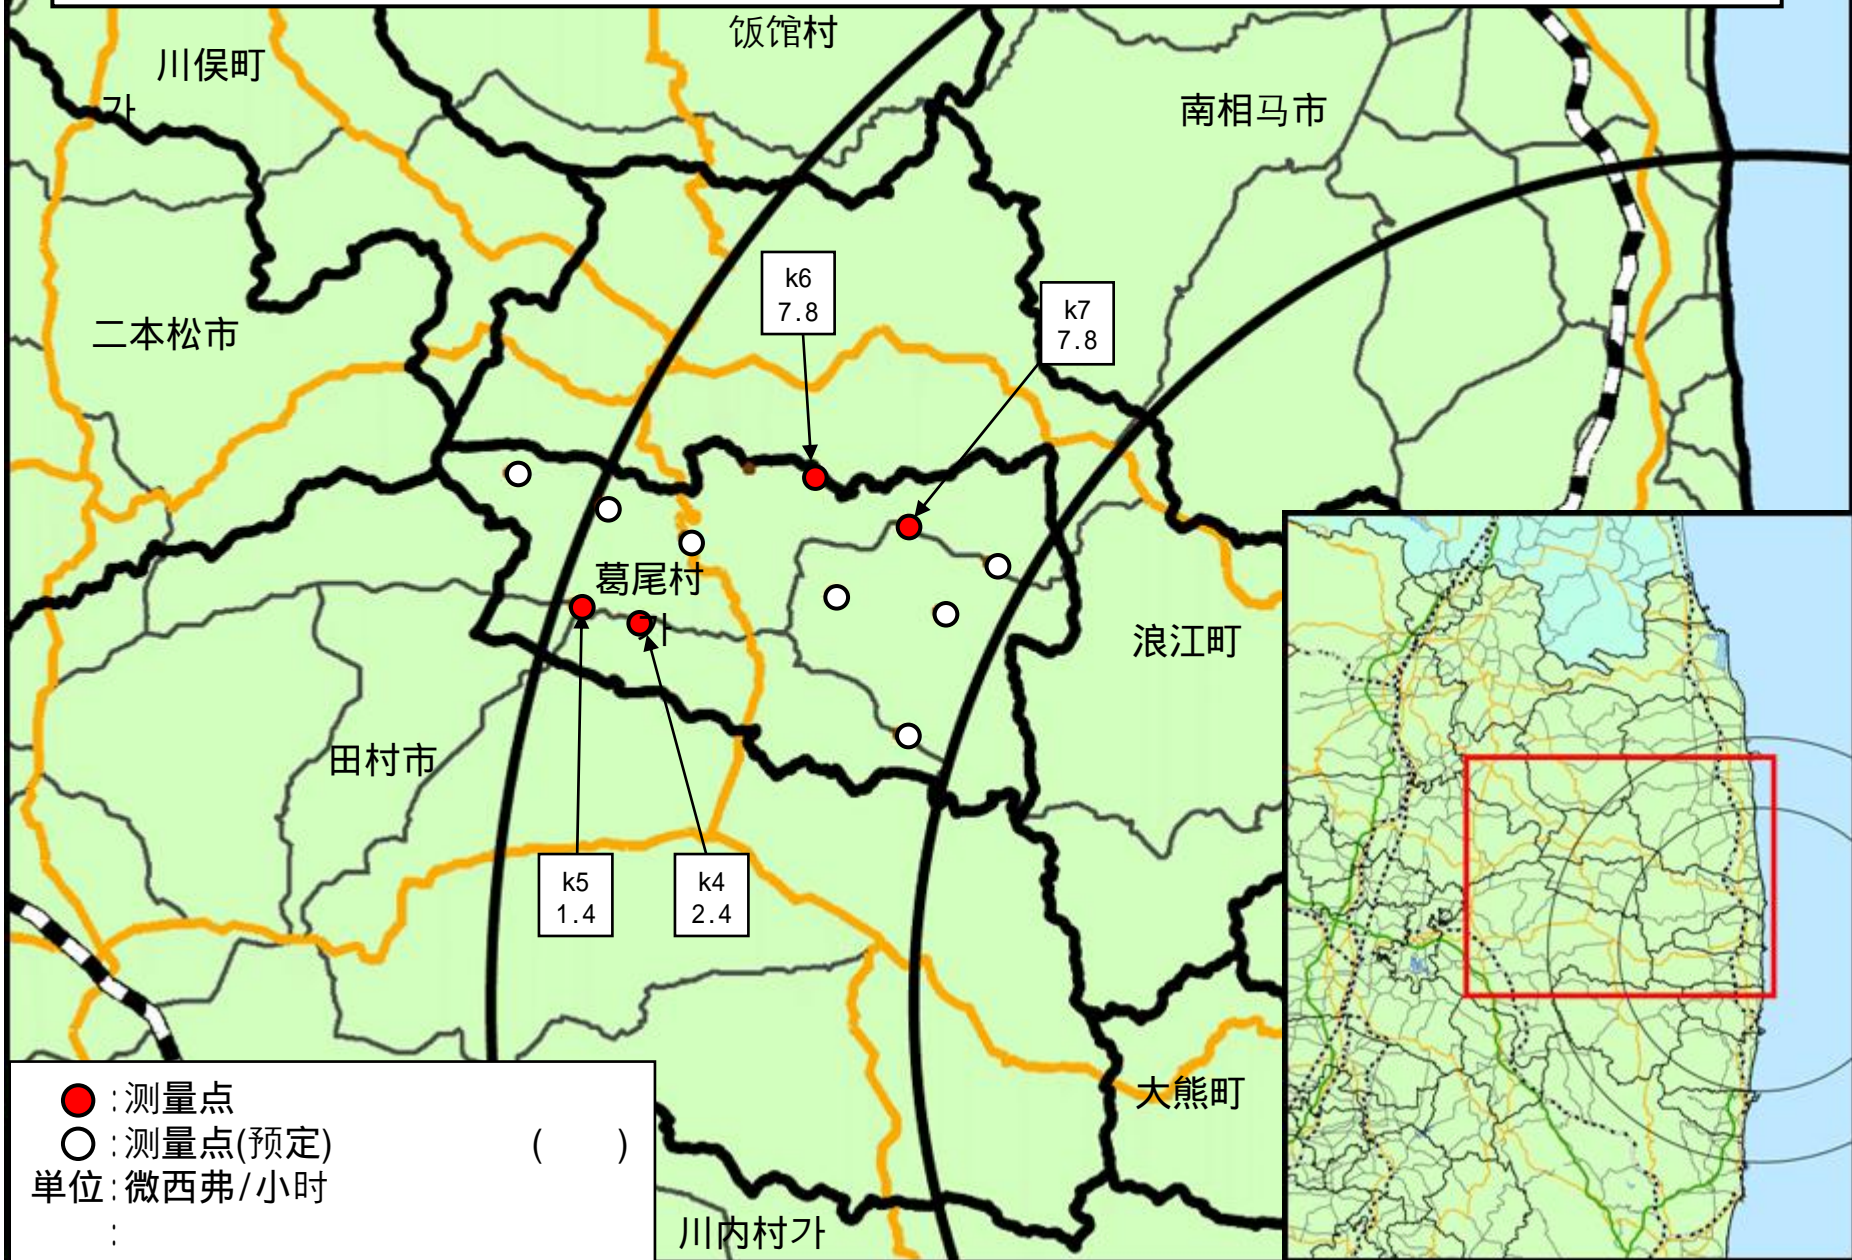 饭馆村
川俣町
가
南相马市
k6
7.8
k7
7.8
二本松市
葛尾村
가
浪江町
田村市
k5
1.4
k4
2.4
大熊町
川内村가
:测量点
:测量点(预定) ( )
単位:微西弗/小时
: